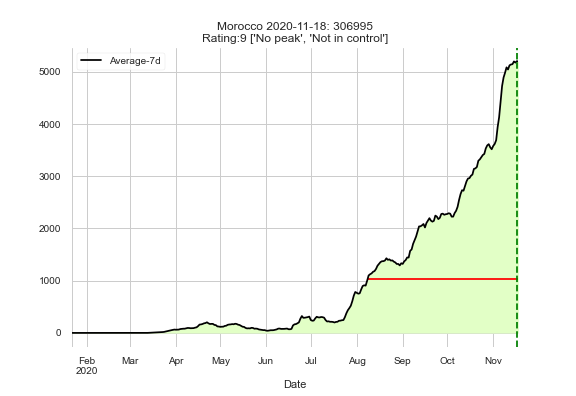 Morocco 2020-11-18: 306995
Rating:9 ['No peak', 'Not in control']
Average-7d
5000
4000
3000
2000
1000
0
Feb Mar Apr May Jun Jul Aug Sep Oct Nov
2020
Date